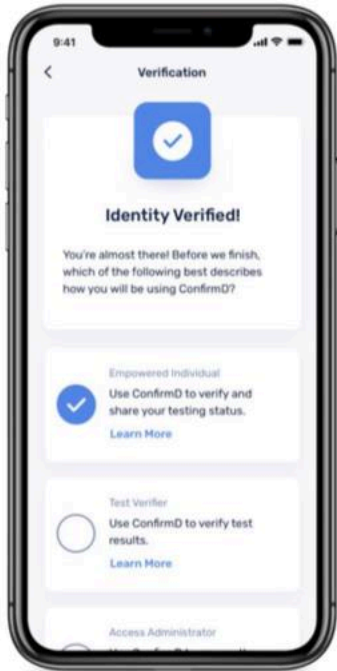 9:41
Verification
Identity Verified!
You're almost there! Before we finish,
which of the following best describes
how you will be using ConfirmD?
Empowered Individual
Use ConfirmD to verify and
share your testing status.
Learn More
Test Verifier
Use ConfirmD to verify test
results.
Learn More
Access Administrator